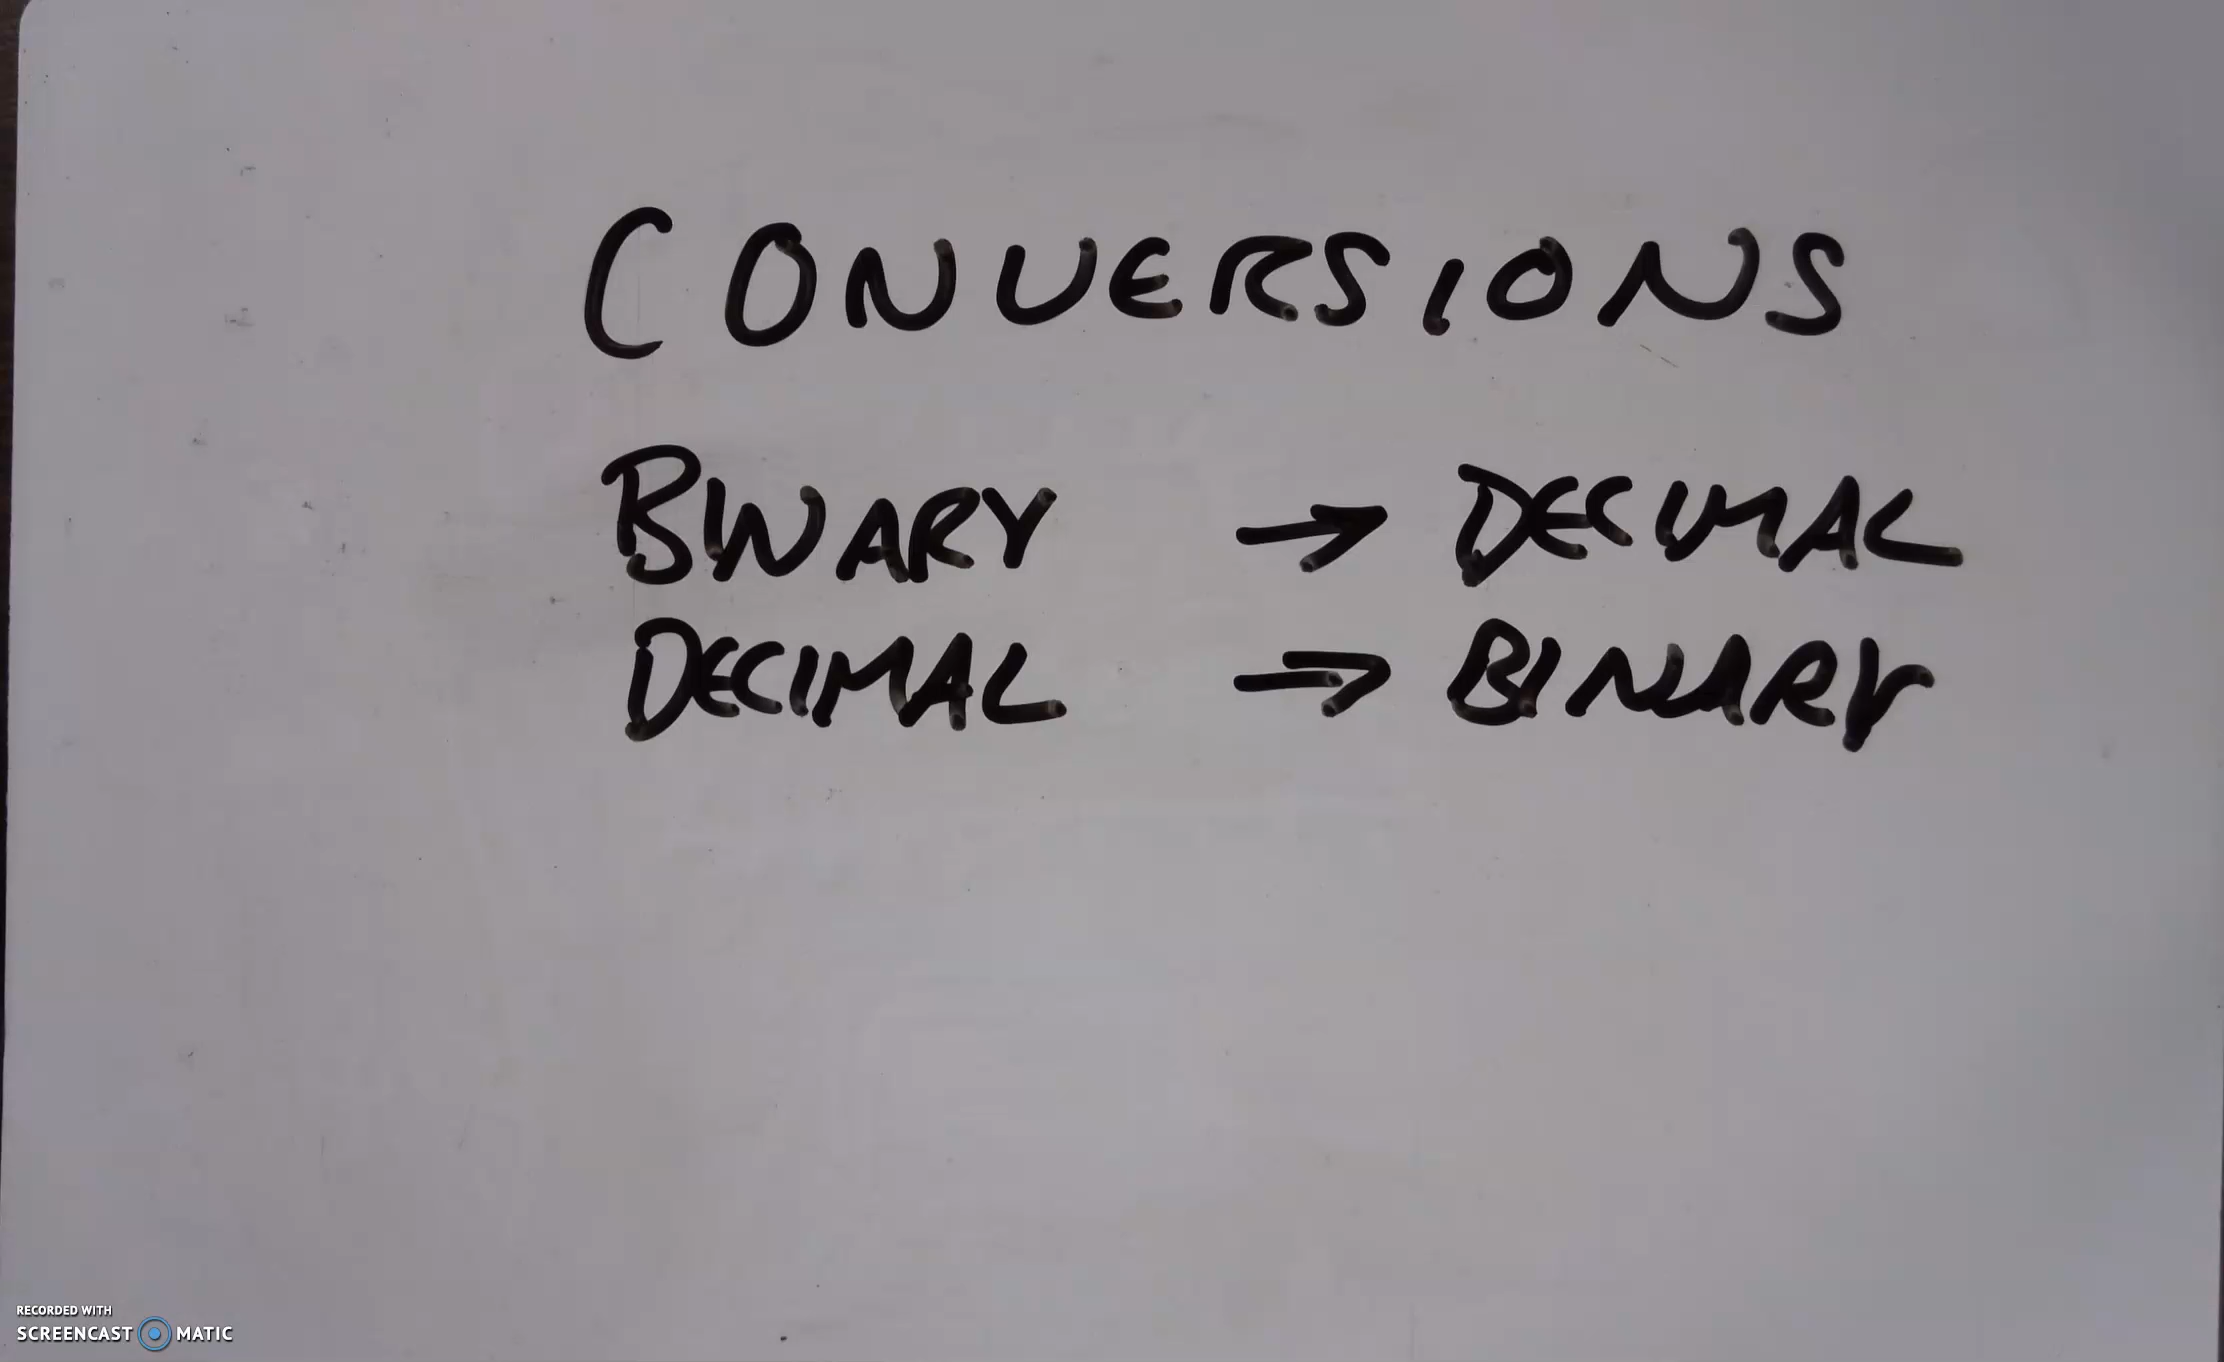 CONVERSIONS
BINARY → DECIMAL
DECIMAL → BINARY
RECORDED WITH
SCREENCAST MATIC